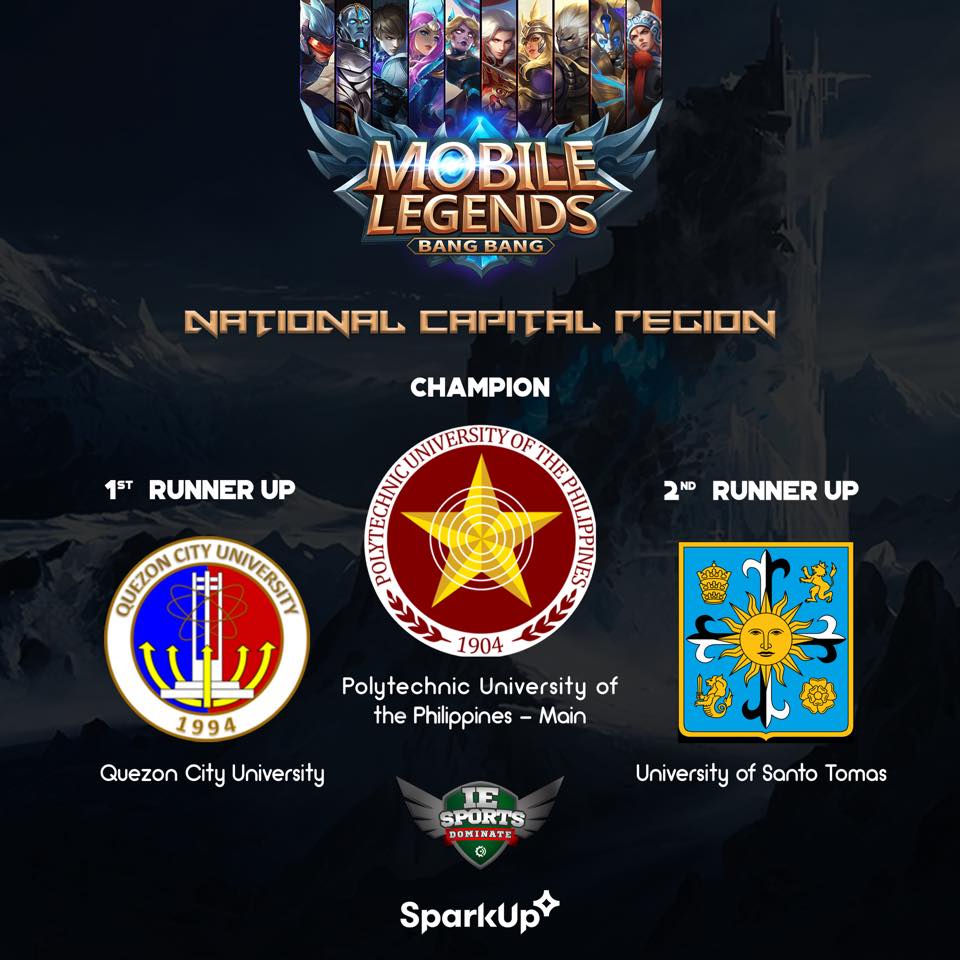 MOBILE
LEGENDS
BANG BANG
NATIONAL CAPITAL REGION
CHAMPION
POLYTECHNIC UNIVERSITY OF THE PHILIPPINES
1904
Polytechnic University of
the Philippines – Main
1ST RUNNER UP
QUEZON CITY UNIVERSITY
1994
Quezon City University
2ND RUNNER UP
University of Santo Tomas
IE
SPORTS
DOMINATE
SparkUp